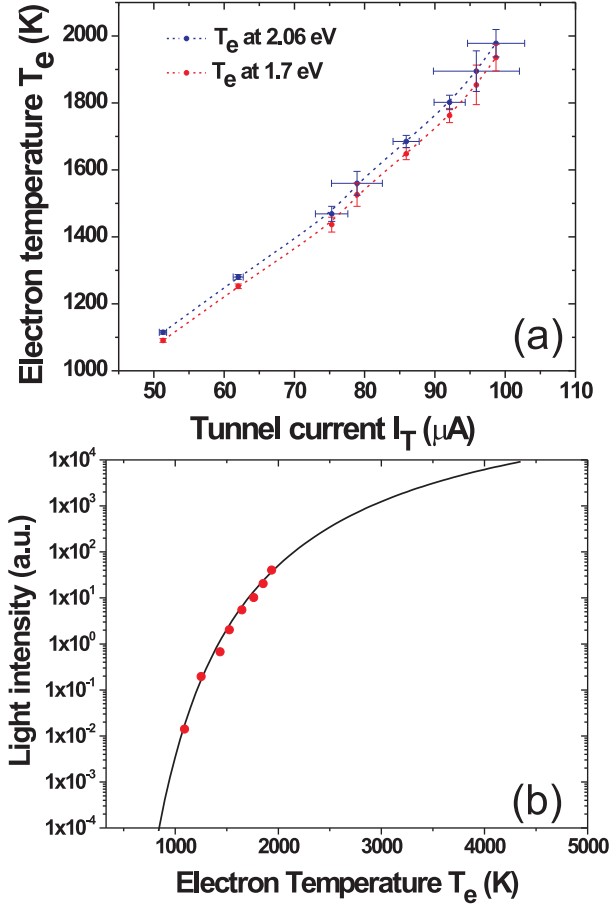 Electron temperature T_e (K)
2000
1800
1600
1400
1200
1000
T_e at 2.06 eV
T_e at 1.7 eV
(a)
50 60 70 80 90 100 110
Tunnel current I_T (μA)
Light intensity (a.u.)
1x10^4
1x10^3
1x10^2
1x10^1
1x10^0
1x10^-1
1x10^-2
1x10^-3
1x10^-4
(b)
1000 2000 3000 4000 5000
Electron Temperature T_e (K)